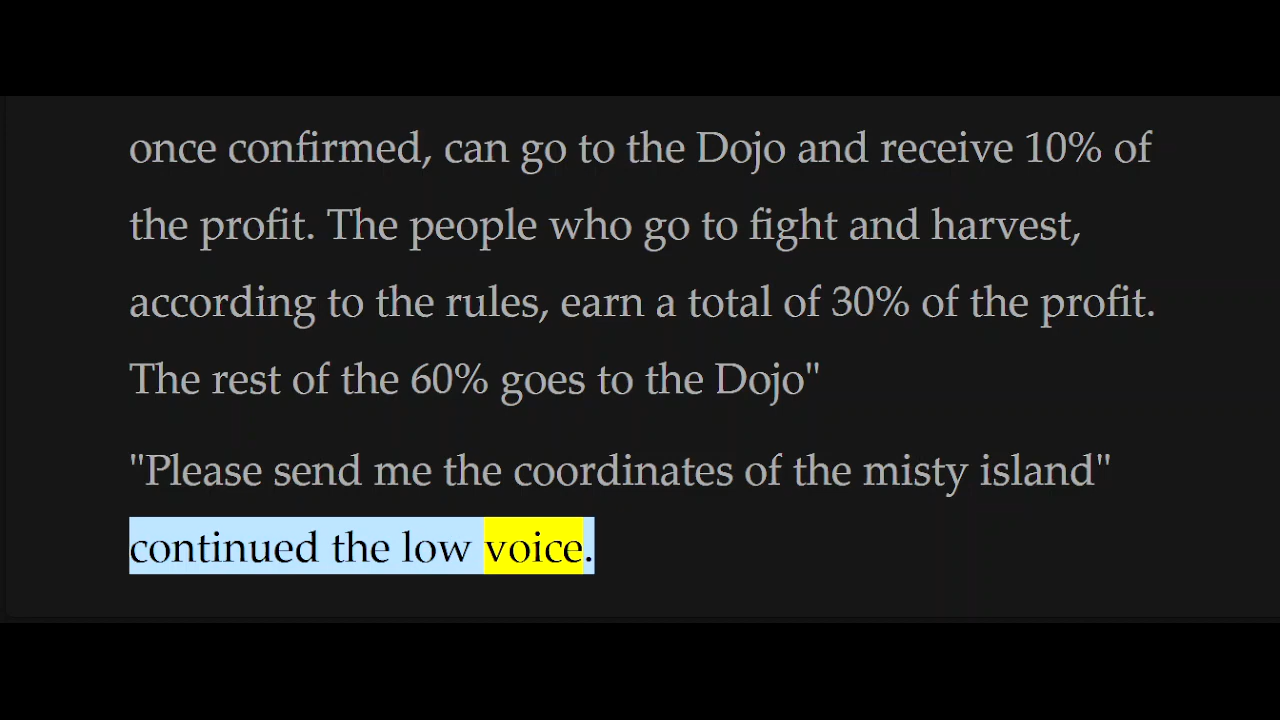 once confirmed, can go to the Dojo and receive 10% of
the profit. The people who go to fight and harvest,
according to the rules, earn a total of 30% of the profit.
The rest of the 60% goes to the Dojo"
"Please send me the coordinates of the misty island"
continued the low voice.